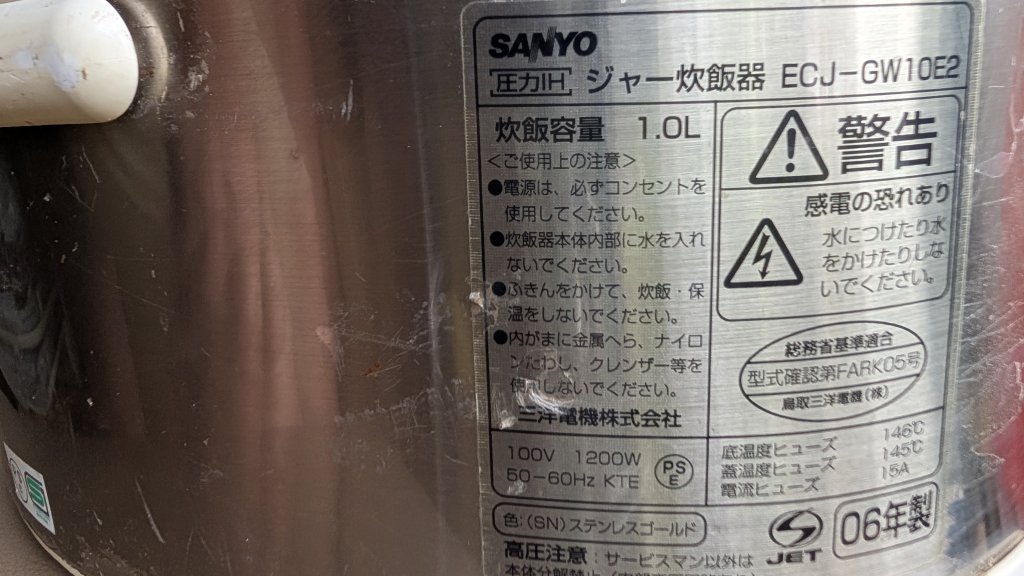 SANYO
圧力IH ジャー炊飯器 ECJ-GW10E2
炊飯容量 1.0L
<ご使用上の注意>
●電源は、必ずコンセントを
使用してください。
●炊飯器本体内部に水を入れ
ないでください。
●ふきんをかけて、炊飯・保
温をしないでください。
●内がまに金属へら、ナイロ
ンたわし、クレンザー等を
使用しないでください。
三洋電機株式会社
100V 1200W
50-60Hz KTE
PS
E
警告
感電の恐れあり
水につけたり水
をかけたりしな
いでください。
総務省基準適合
型式確認第FARK05号
鳥取三洋電機(株)
底温度ヒューズ 146℃
蓋温度ヒューズ 145℃
電流ヒューズ 15A
色:(SN)ステンレスゴールド
JET
06年製
高圧注意:サービスマン以外は
本体分解禁止